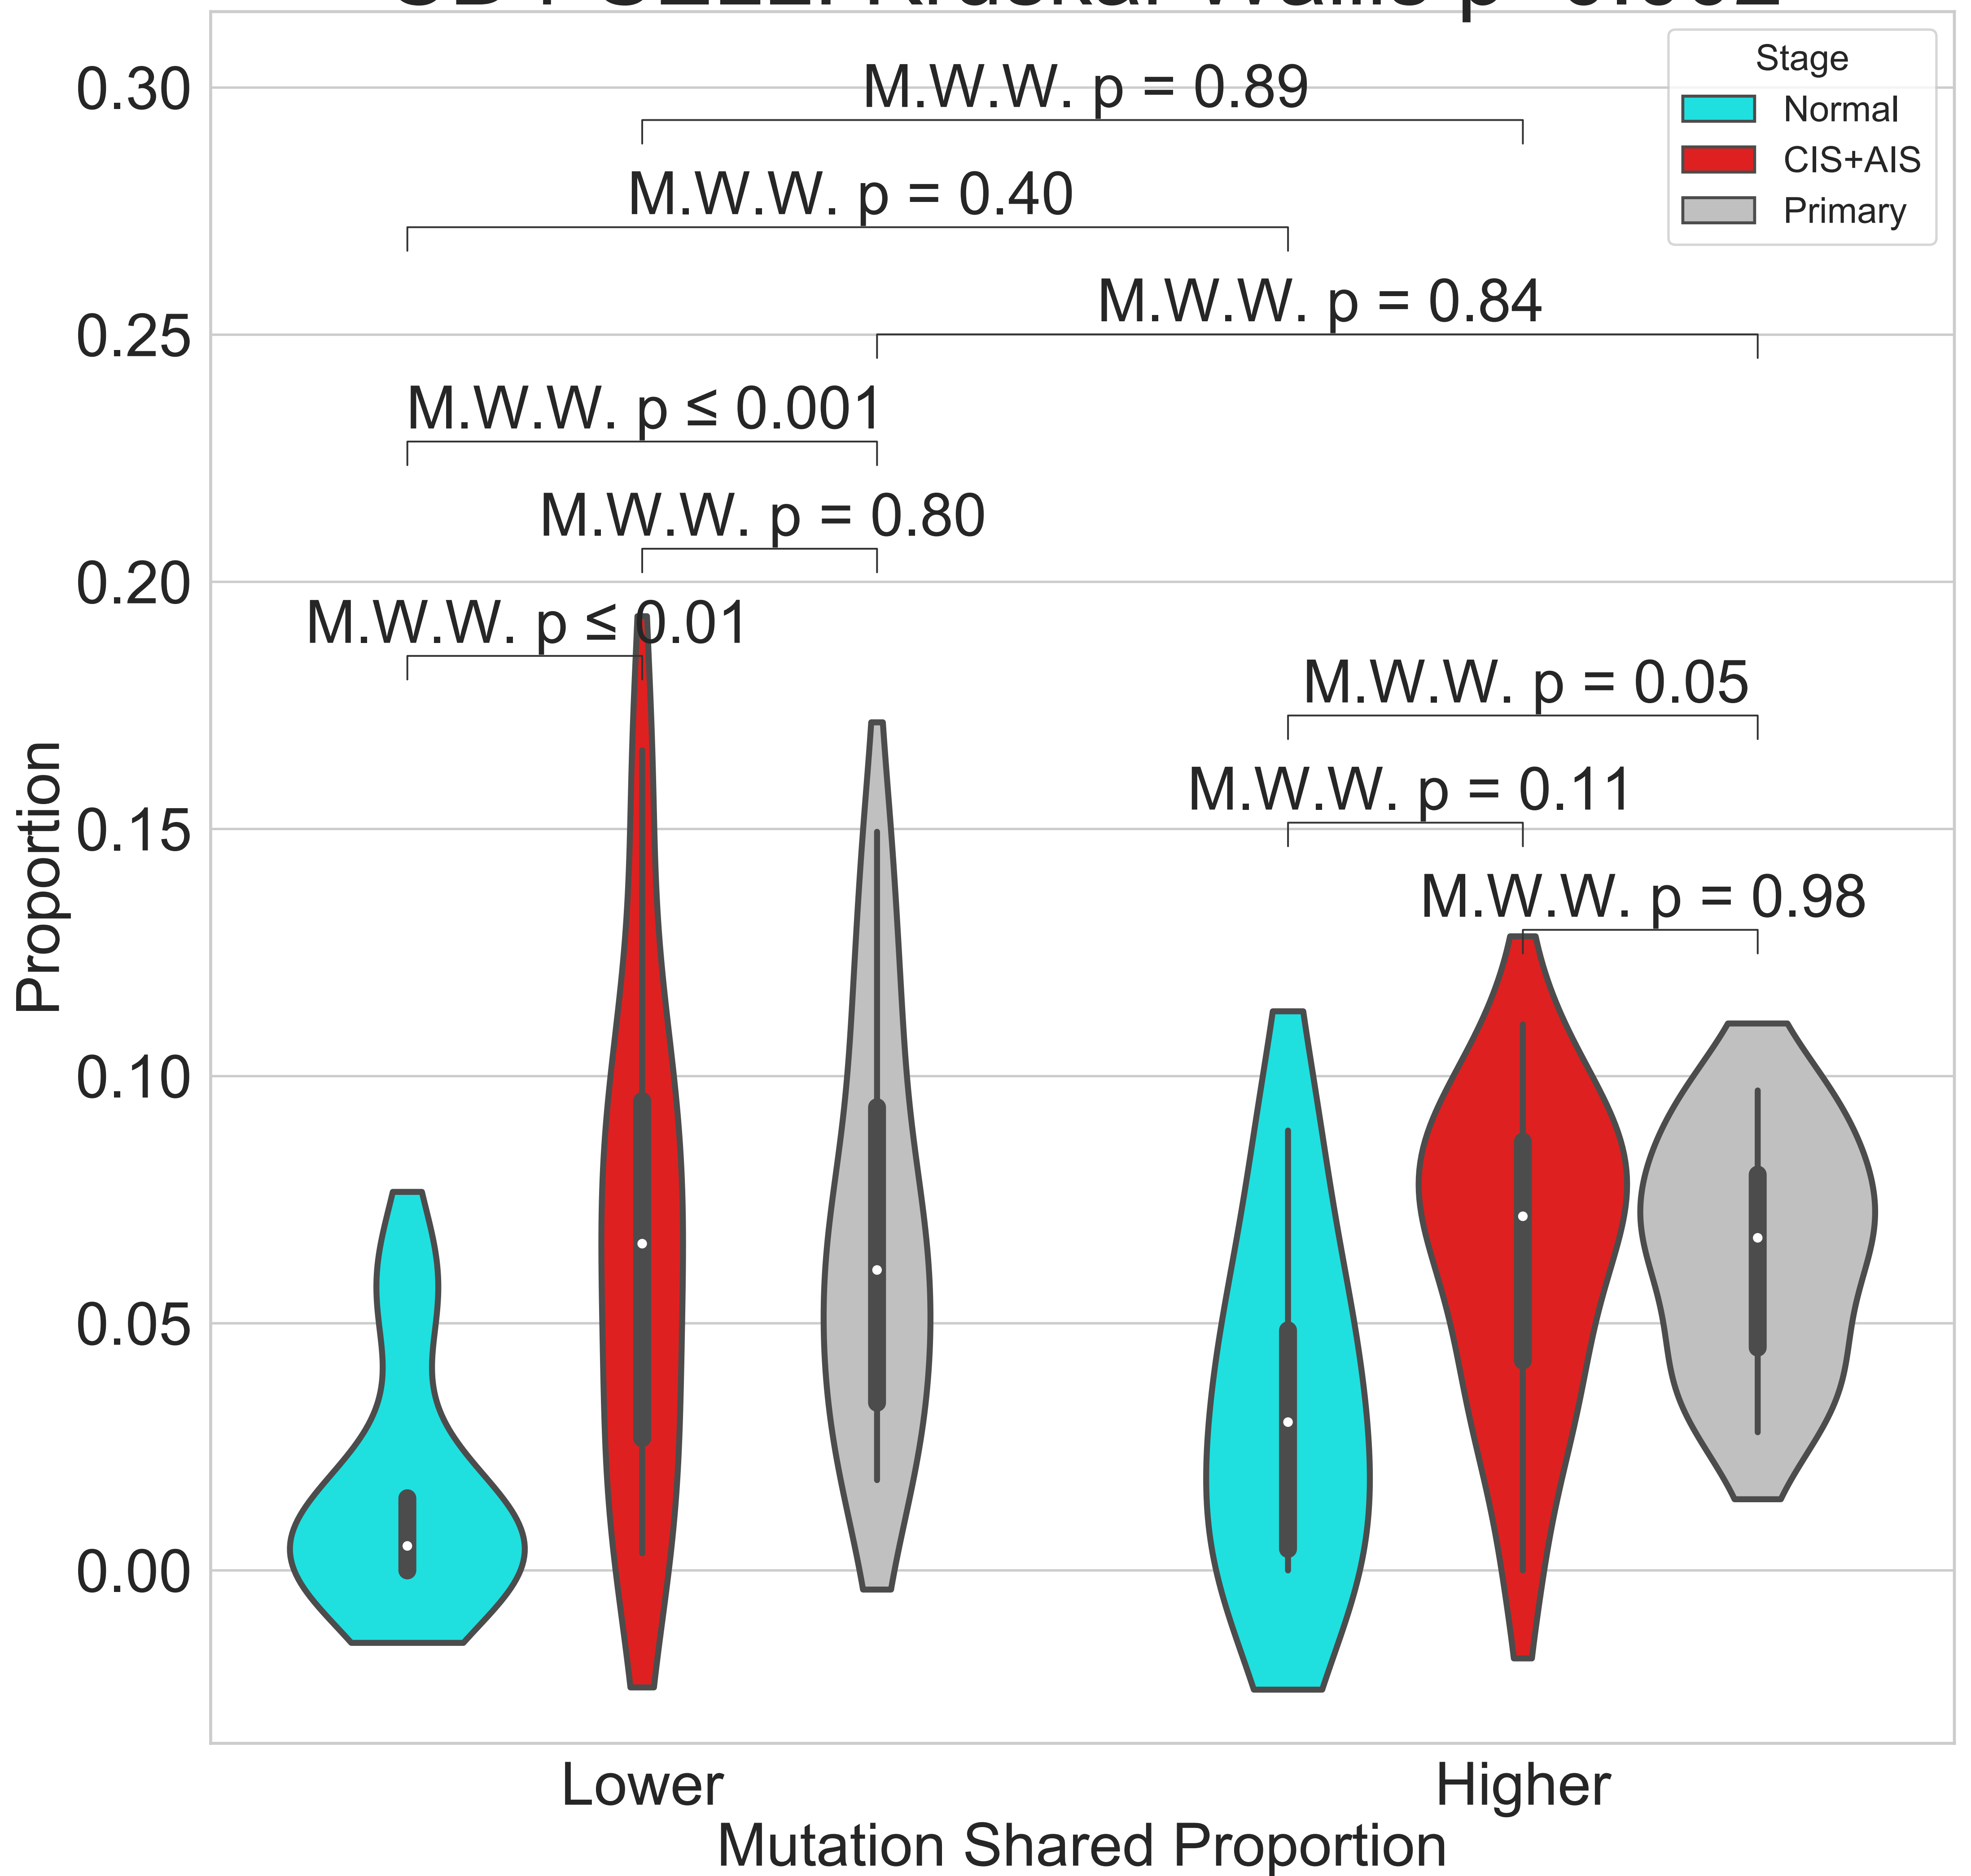 0.30
0.25
0.20
0.15
0.10
0.05
0.00
Proportion
M.W.W. p = 0.89
M.W.W. p = 0.40
M.W.W. p = 0.84
M.W.W. p ≤ 0.001
M.W.W. p = 0.80
M.W.W. p ≤ 0.01
M.W.W. p = 0.05
M.W.W. p = 0.11
M.W.W. p = 0.98
Stage
Normal
CIS+AIS
Primary
Lower
Higher
Mutation Shared Proportion